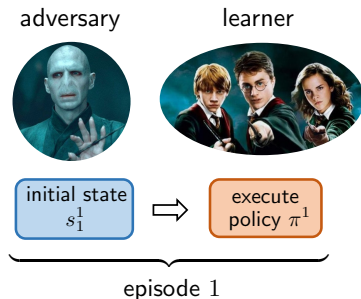 adversary
learner
initial state
s₁¹
execute
policy π¹
episode 1